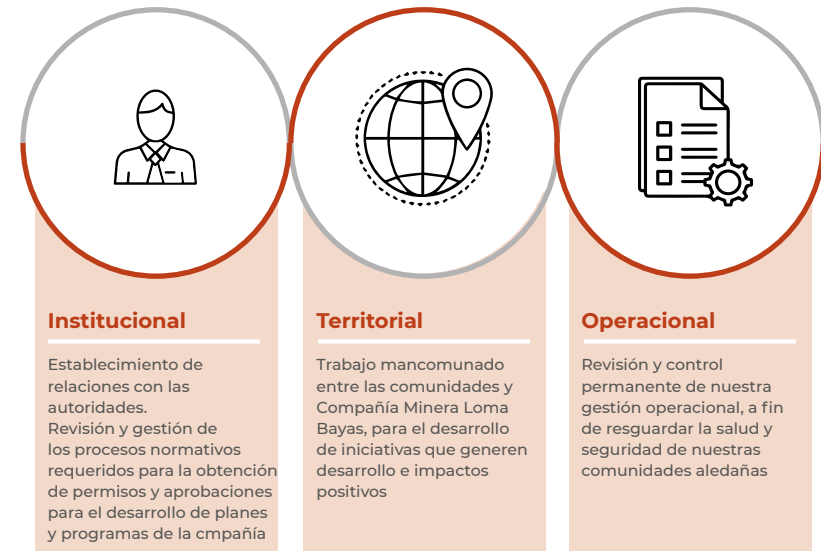 Institucional
Establecimiento de
relaciones con las
autoridades.
Revisión y gestión de
los procesos normativos
requeridos para la obtención
de permisos y aprobaciones
para el desarrollo de planes
y programas de la cmpañía
Territorial
Trabajo mancomunado
entre las comunidades y
Compañía Minera Loma
Bayas, para el desarrollo
de iniciativas que generen
desarrollo e impactos
positivos
Operacional
Revisión y control
permanente de nuestra
gestión operacional, a fin
de resguardar la salud y
seguridad de nuestras
comunidades aledañas